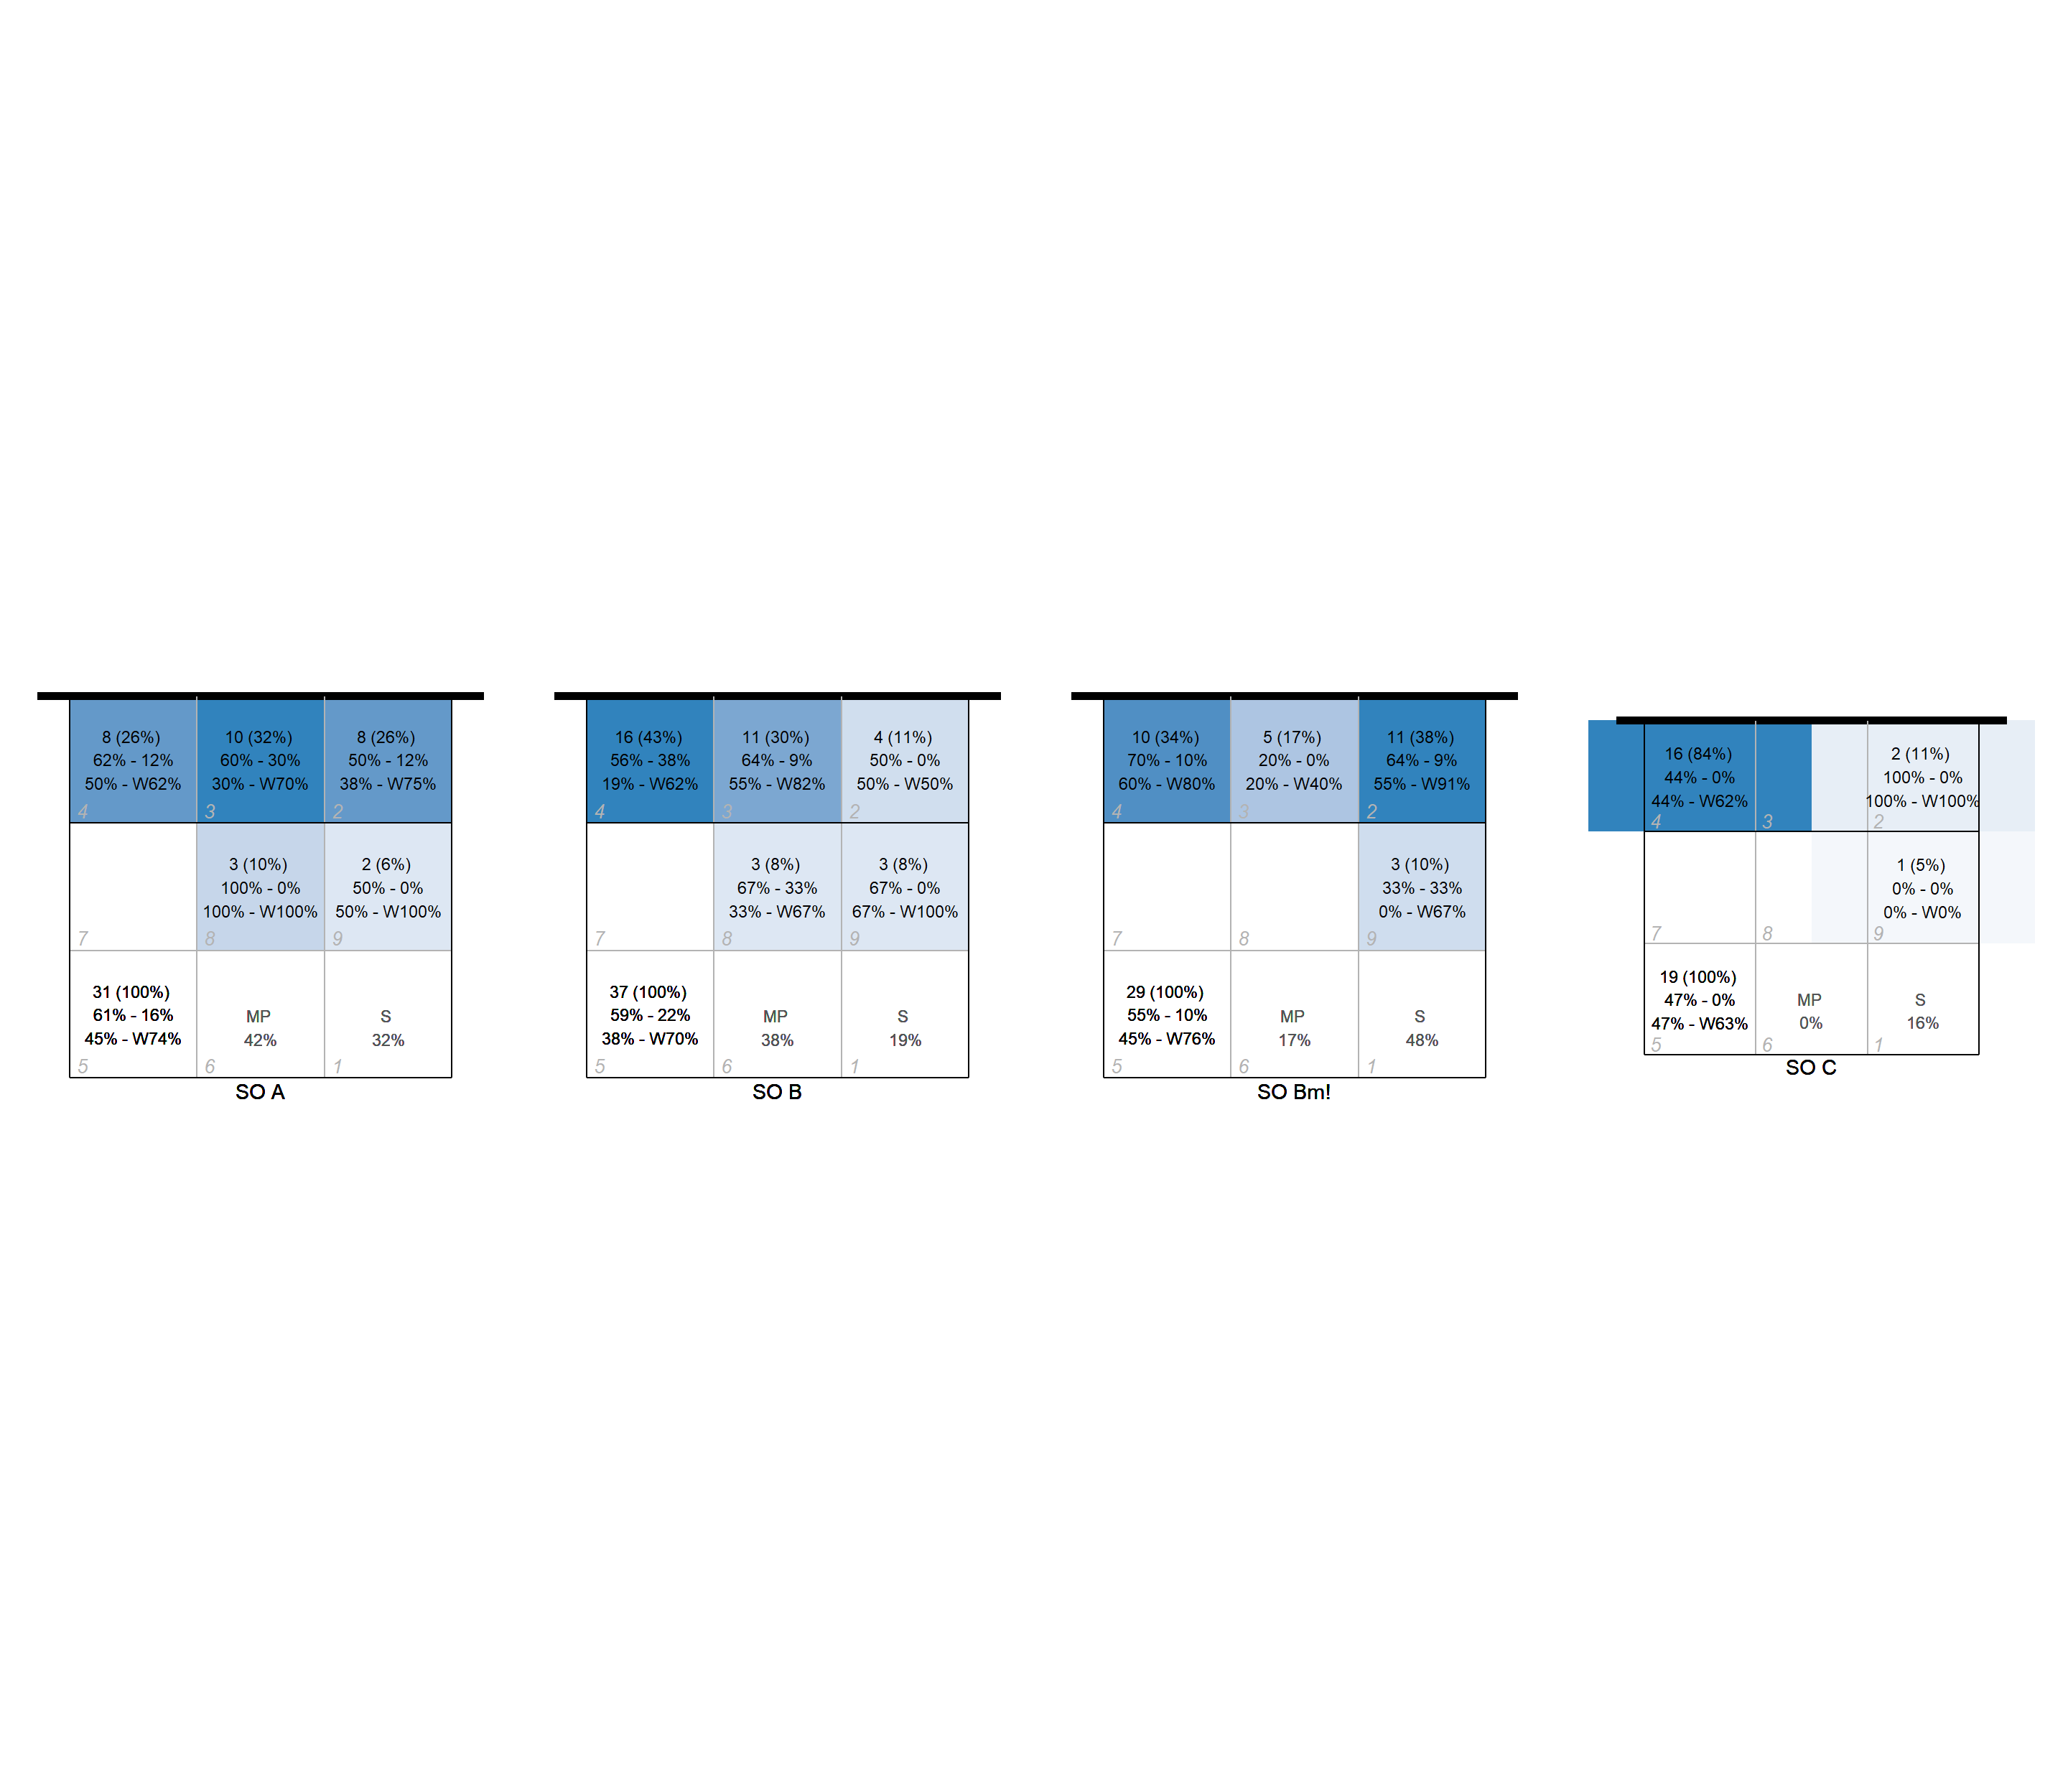 8 (26%)
62% - 12%
50% - W62%
4
10 (32%)
60% - 30%
30% - W70%
3
8 (26%)
50% - 12%
38% - W75%
2
7
3 (10%)
100% - 0%
100% - W100%
8
2 (6%)
50% - 0%
50% - W100%
9
31 (100%)
61% - 16%
45% - W74%
5
MP
42%
6
S
32%
1
SO A
16 (43%)
56% - 38%
19% - W62%
4
11 (30%)
64% - 9%
55% - W82%
3
4 (11%)
50% - 0%
50% - W50%
2
7
3 (8%)
67% - 33%
33% - W67%
8
3 (8%)
67% - 0%
67% - W100%
9
37 (100%)
59% - 22%
38% - W70%
5
MP
38%
6
S
19%
1
SO B
10 (34%)
70% - 10%
60% - W80%
4
5 (17%)
20% - 0%
20% - W40%
3
11 (38%)
64% - 9%
55% - W91%
2
7
8
3 (10%)
33% - 33%
0% - W67%
9
29 (100%)
55% - 10%
45% - W76%
5
MP
17%
6
S
48%
1
SO Bm!
16 (84%)
44% - 0%
44% - W62%
4
3
2 (11%)
100% - 0%
100% - W100%
2
7
8
1 (5%)
0% - 0%
0% - W0%
9
19 (100%)
47% - 0%
47% - W63%
5
MP
0%
6
S
16%
1
SO C